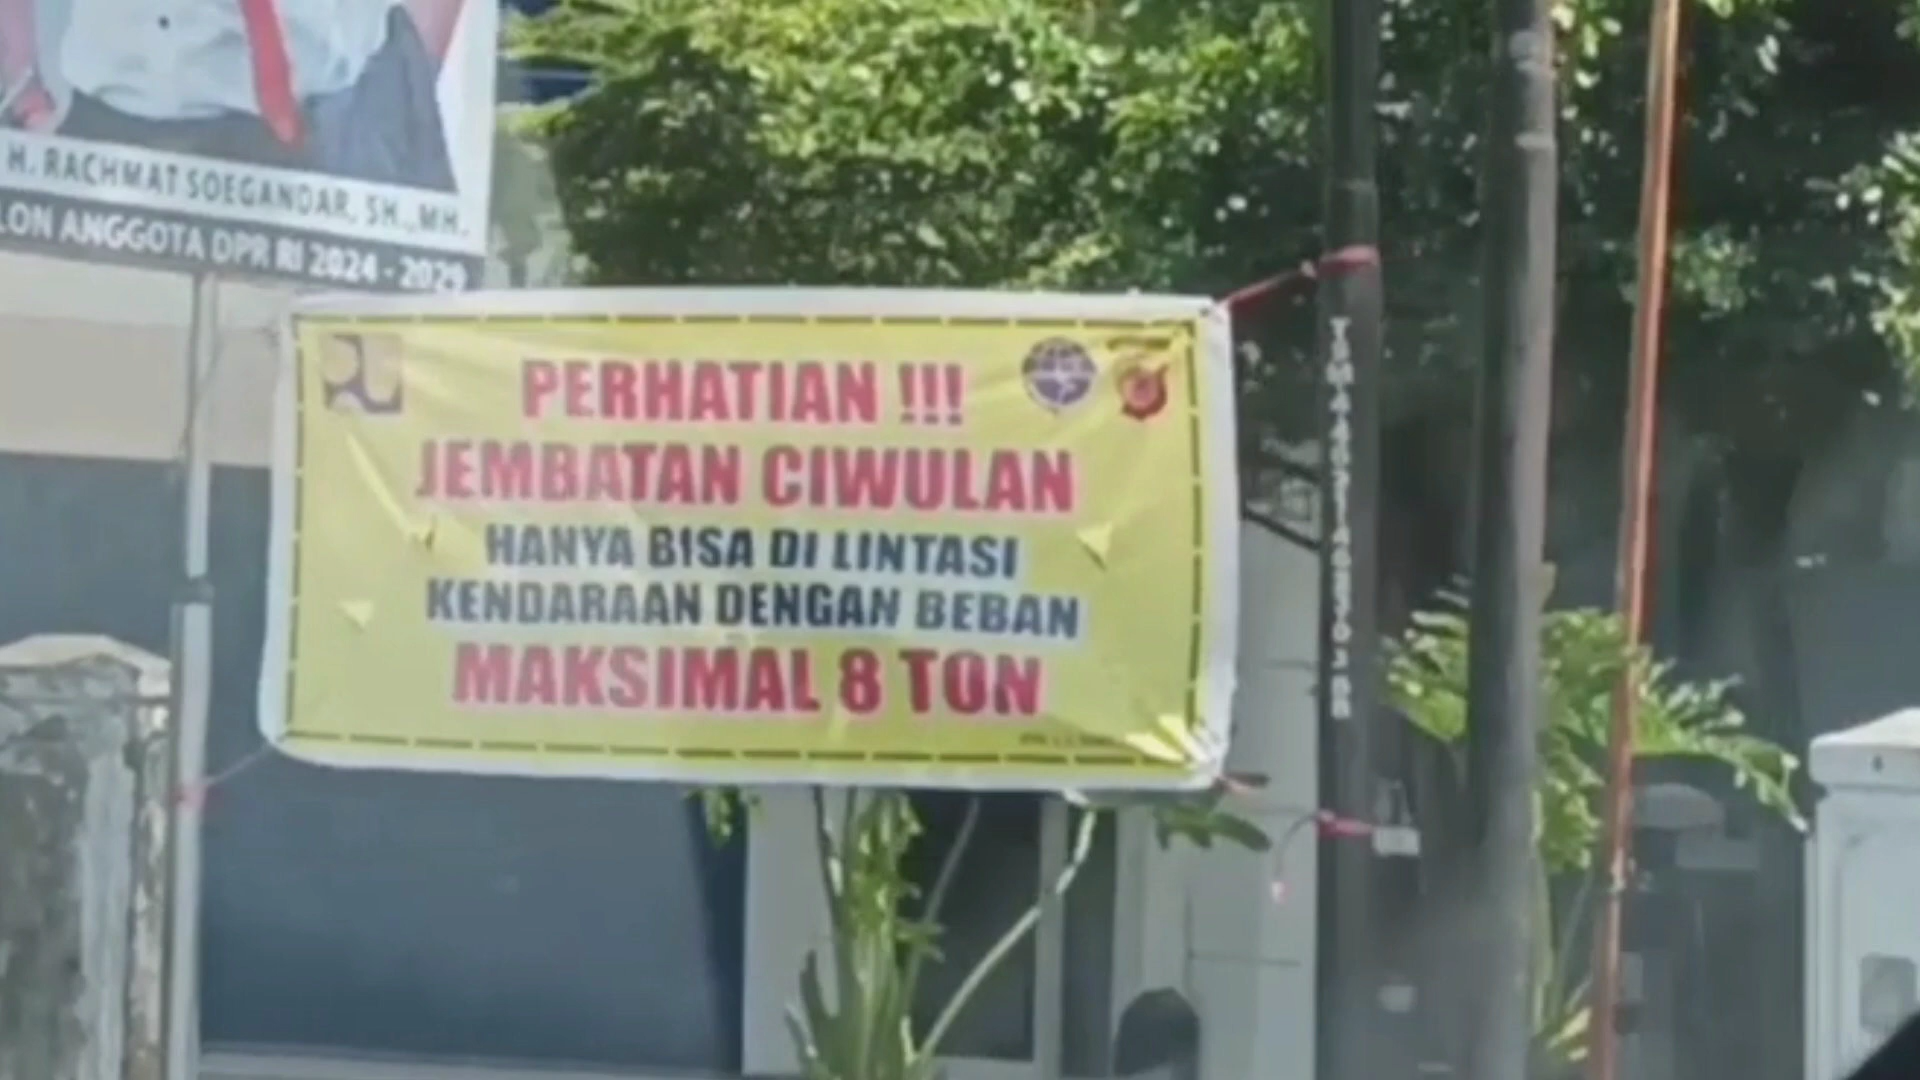 H. RACHMAT SOEGANDAR, SH.,MH.
LON ANGGOTA DPR RI 2024 - 2029
PERHATIAN !!!
JEMBATAN CIWULAN
HANYA BISA DI LINTASI
KENDARAAN DENGAN BEBAN
MAKSIMAL 8 TON